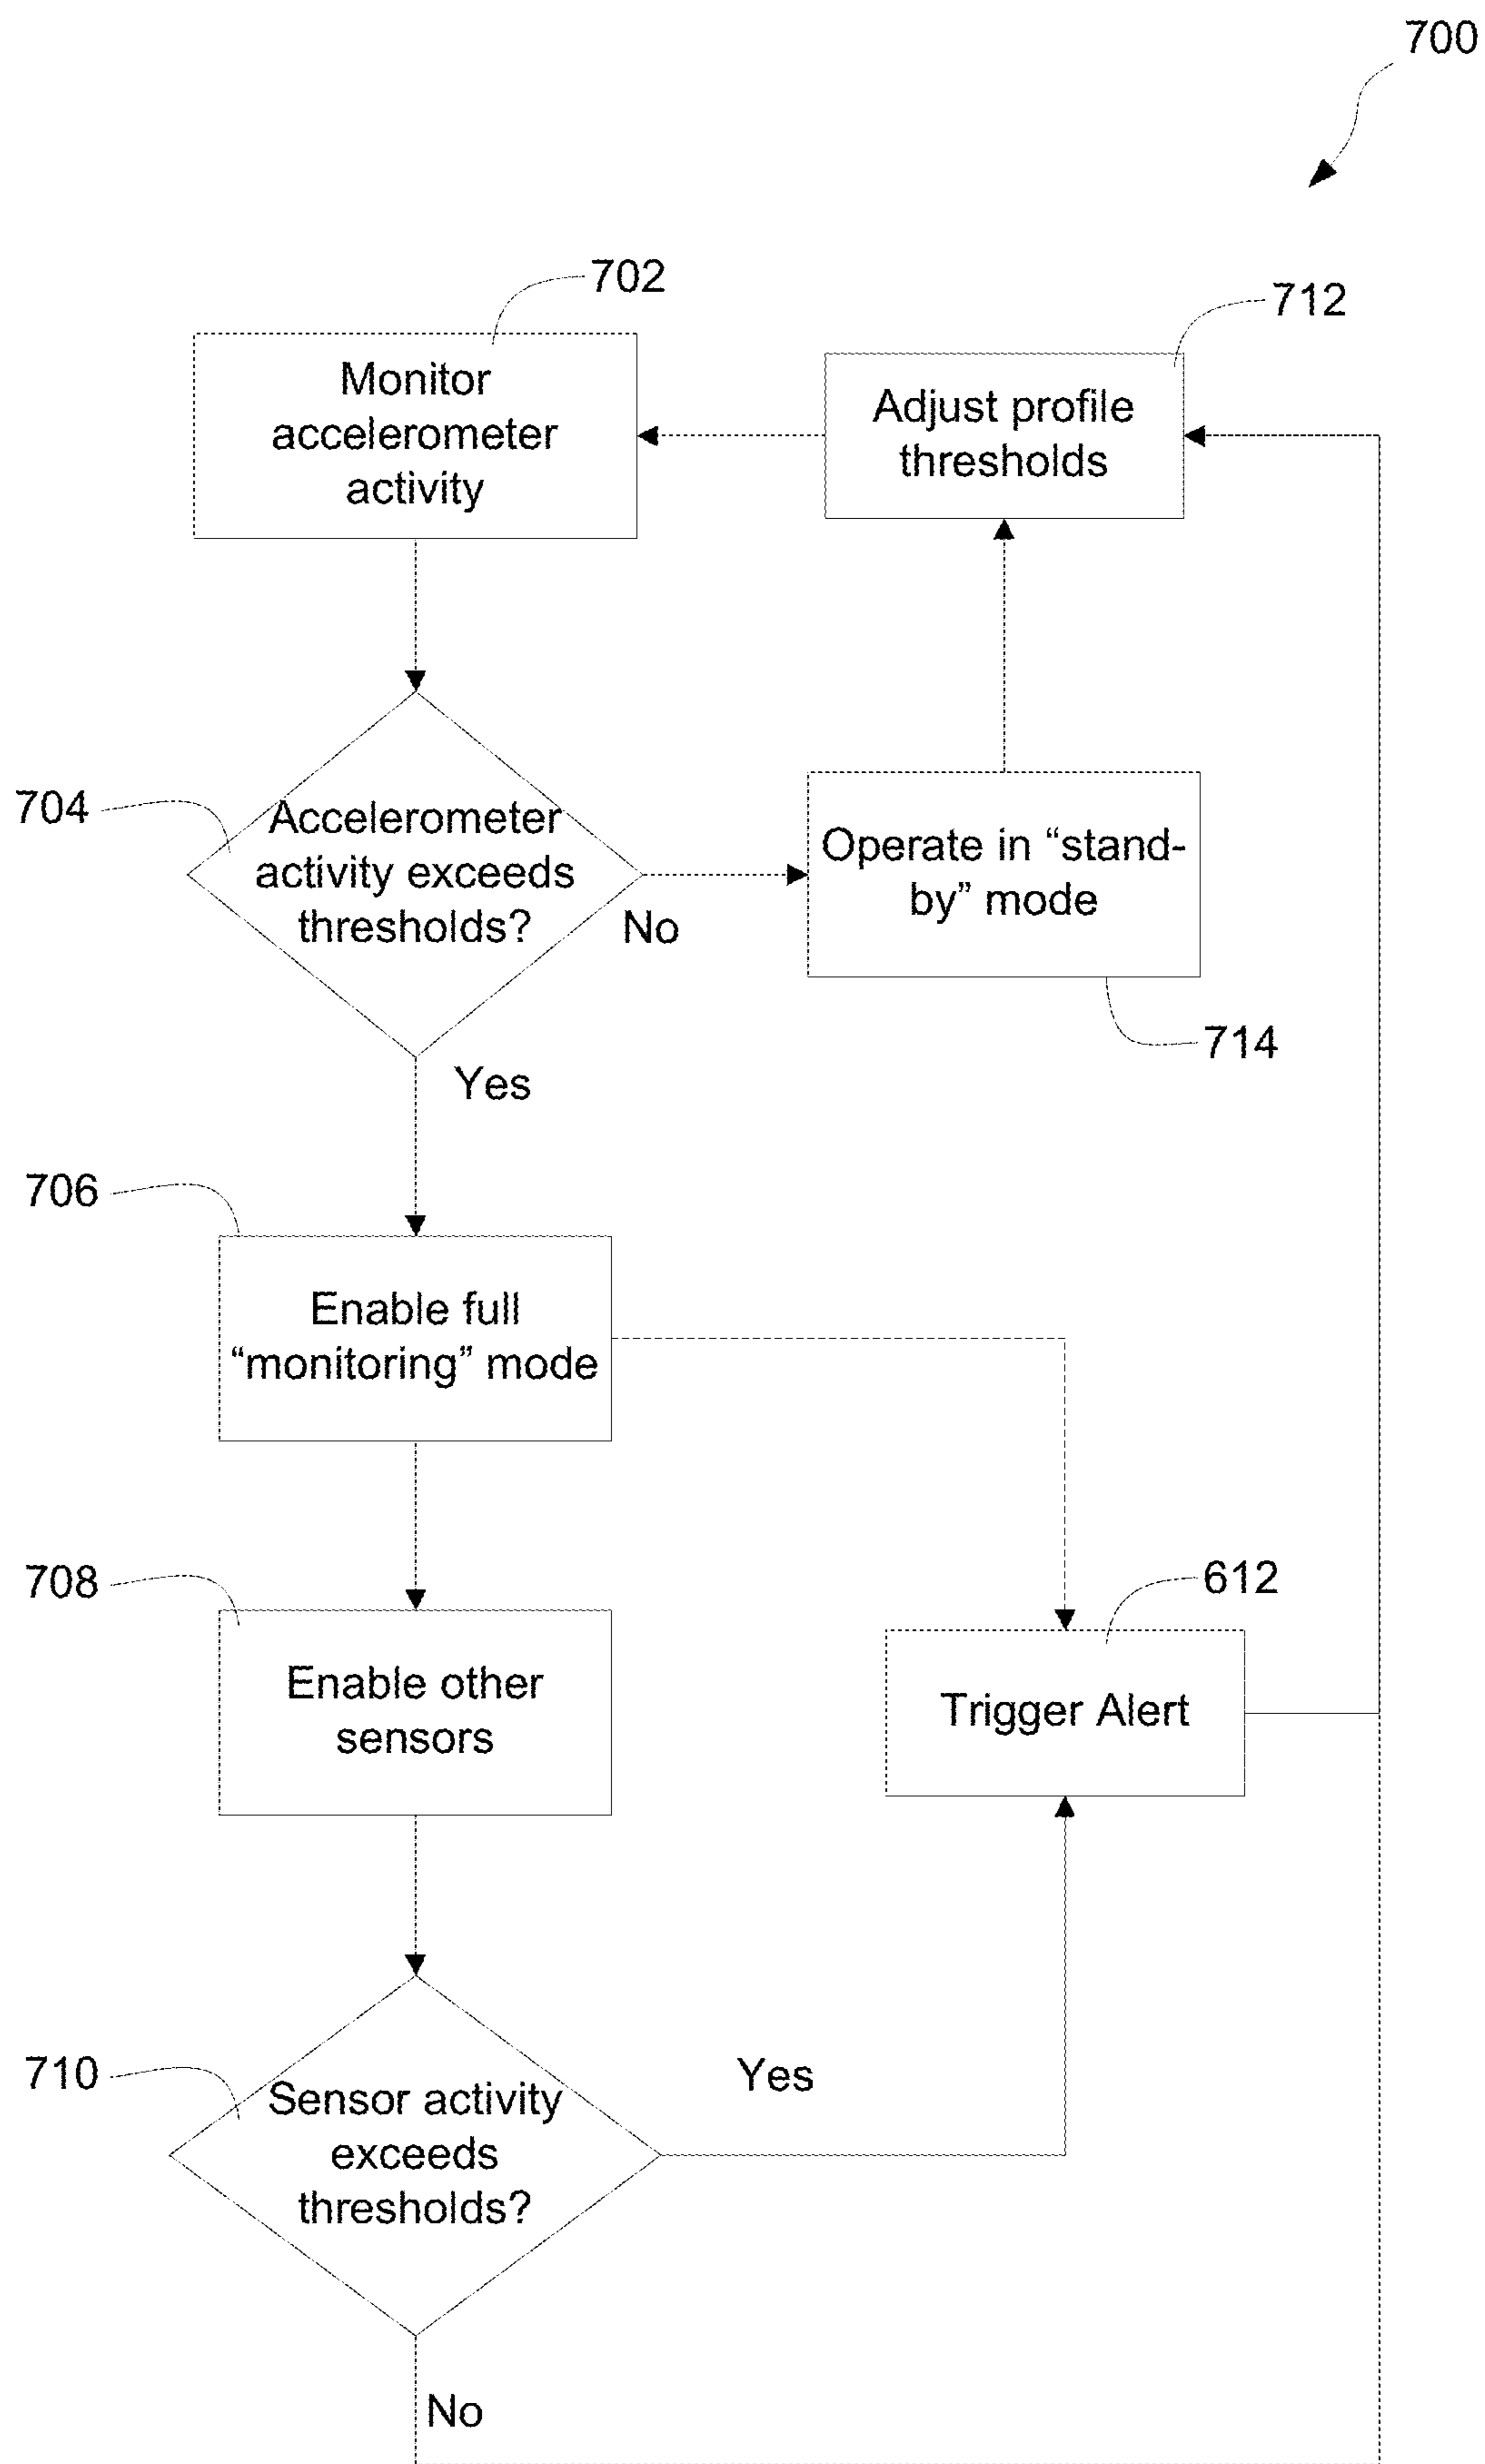 700
702
712
Monitor
accelerometer
activity
Adjust profile
thresholds
704
Accelerometer
activity exceeds
thresholds?
No
Operate in “stand-
by” mode
714
Yes
706
Enable full
“monitoring” mode
708
Enable other
sensors
612
Trigger Alert
710
Sensor activity
exceeds
thresholds?
Yes
No